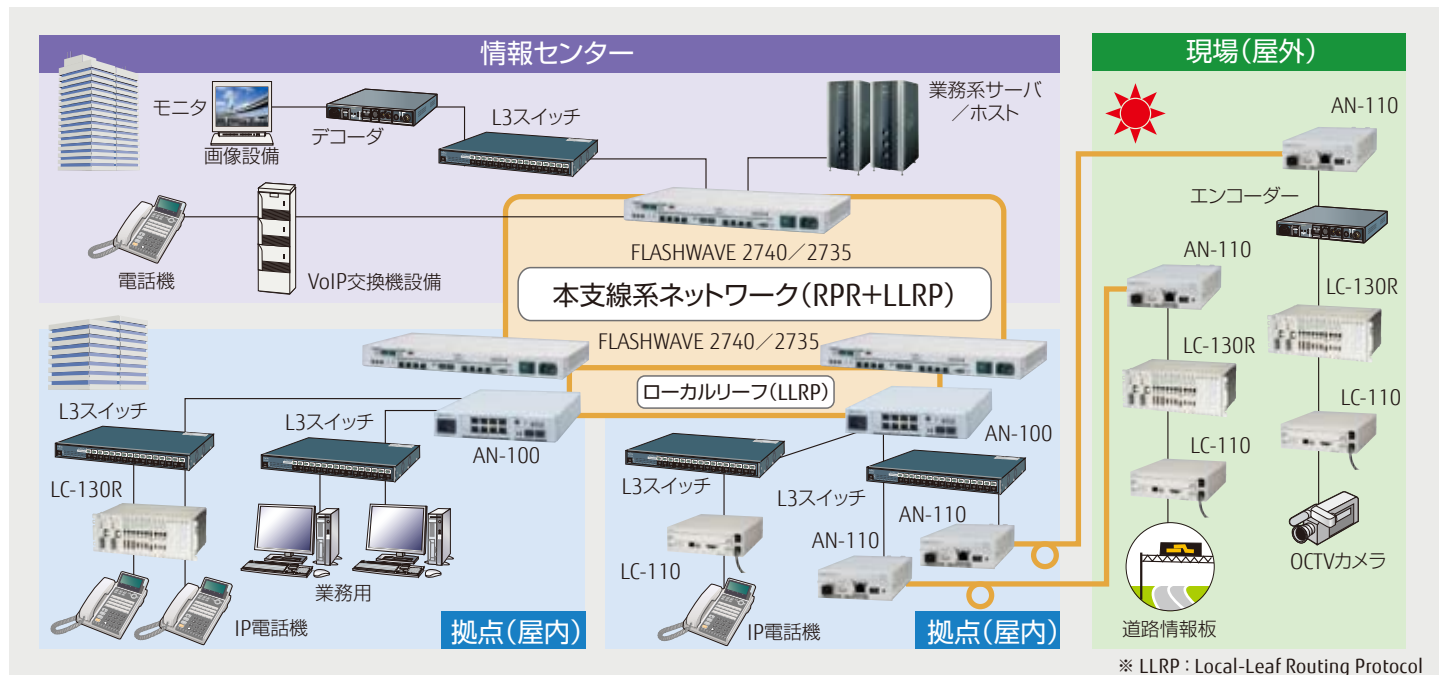 情報センター
現場(屋外)
モニタ
画像設備
デコーダ
L3スイッチ
業務系サーバ
/ホスト
電話機
VoIP交換機設備
FLASHWAVE 2740/2735
本支線系ネットワーク(RPR+LLRP)
FLASHWAVE 2740/2735
ローカルリーフ(LLRP)
L3スイッチ
L3スイッチ
AN-100
LC-130R
業務用
IP電話機
拠点(屋内)
AN-100
L3スイッチ
L3スイッチ
AN-110
AN-110
LC-110
IP電話機
拠点(屋内)
AN-110
エンコーダー
AN-110
LC-130R
LC-130R
LC-110
LC-110
OCTVカメラ
道路情報板
※ LLRP : Local-Leaf Routing Protocol